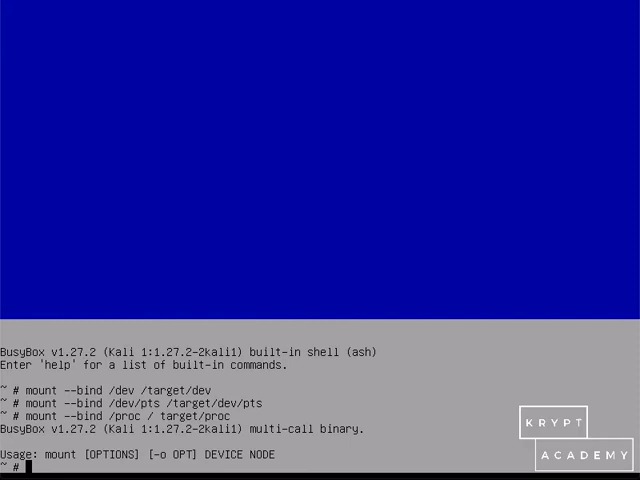 BusyBox v1.27.2 (Kali 1:1.27.2-2kali1) built-in shell (ash)
Enter 'help' for a list of built-in commands.
~ # mount --bind /dev /target/dev
~ # mount --bind /dev/pts /target/dev/pts
~ # mount --bind /proc / target/proc
BusyBox v1.27.2 (Kali 1:1.27.2-2kali1) multi-call binary.
Usage: mount [OPTIONS] [-o OPT] DEVICE NODE
~ #
KRYPT
ACADEMY